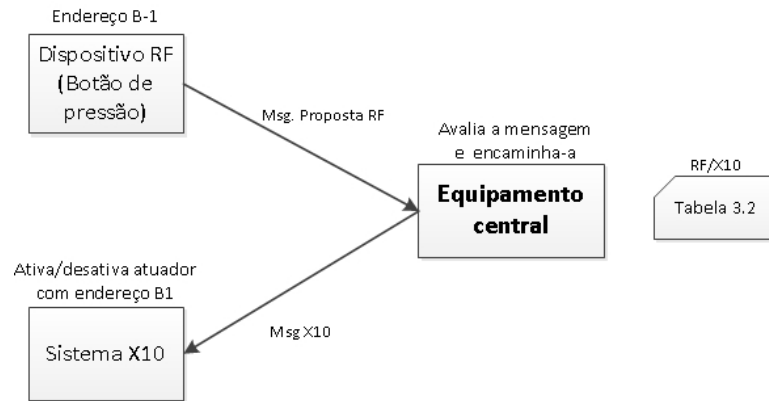 Endereço B-1
Dispositivo RF
(Botão de
pressão)
Msg. Proposta RF
Avalia a mensagem
e encaminha-a
Equipamento
central
RF/X10
Tabela 3.2
Ativa/desativa atuador
com endereço B1
Sistema X10
Msg X10